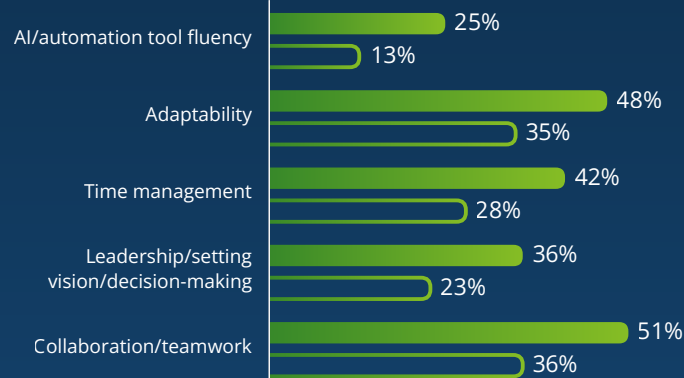 AI/automation tool fluency
25%
13%
Adaptability
48%
35%
Time management
42%
28%
Leadership/setting
vision/decision-making
36%
23%
Collaboration/teamwork
51%
36%